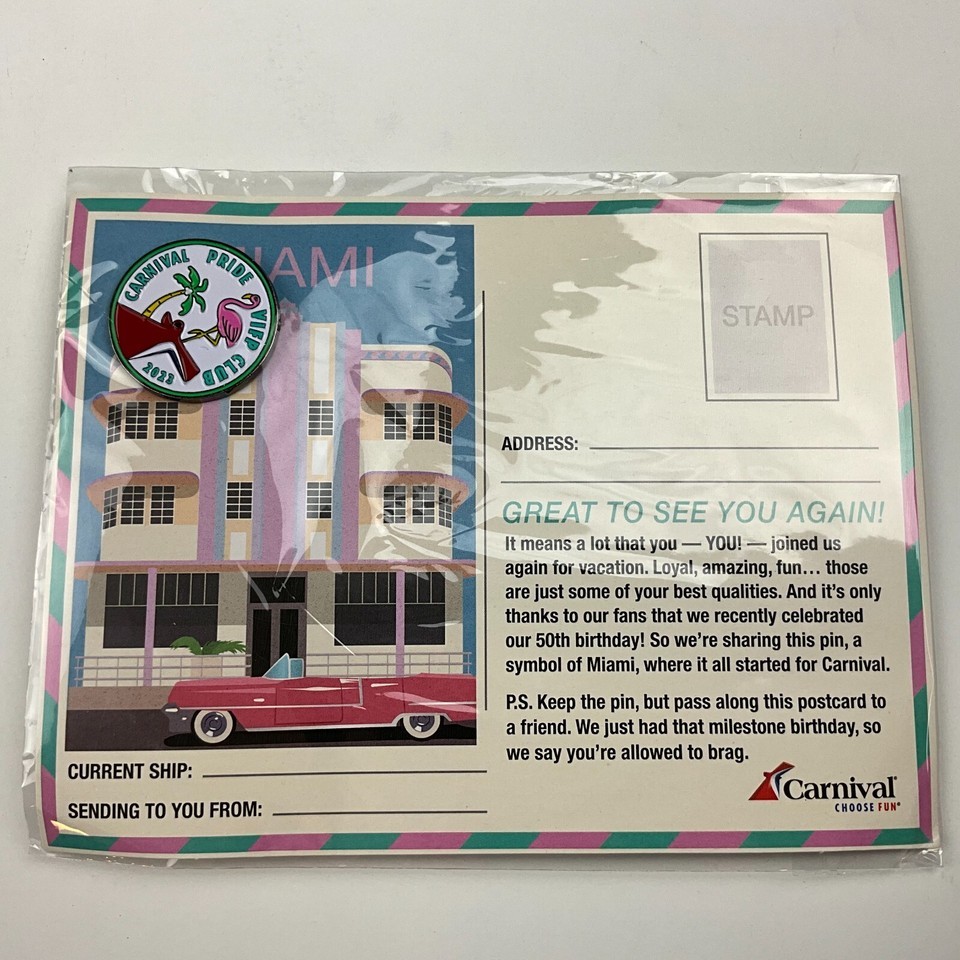 CARNIVAL PRIDE
VIFP CLUB
2023
IAMI
STAMP
ADDRESS:
GREAT TO SEE YOU AGAIN!
It means a lot that you — YOU! — joined us
again for vacation. Loyal, amazing, fun… those
are just some of your best qualities. And it’s only
thanks to our fans that we recently celebrated
our 50th birthday! So we’re sharing this pin, a
symbol of Miami, where it all started for Carnival.
P.S. Keep the pin, but pass along this postcard to
a friend. We just had that milestone birthday, so
we say you’re allowed to brag.
CURRENT SHIP:
SENDING TO YOU FROM:
Carnival®
CHOOSE FUN®